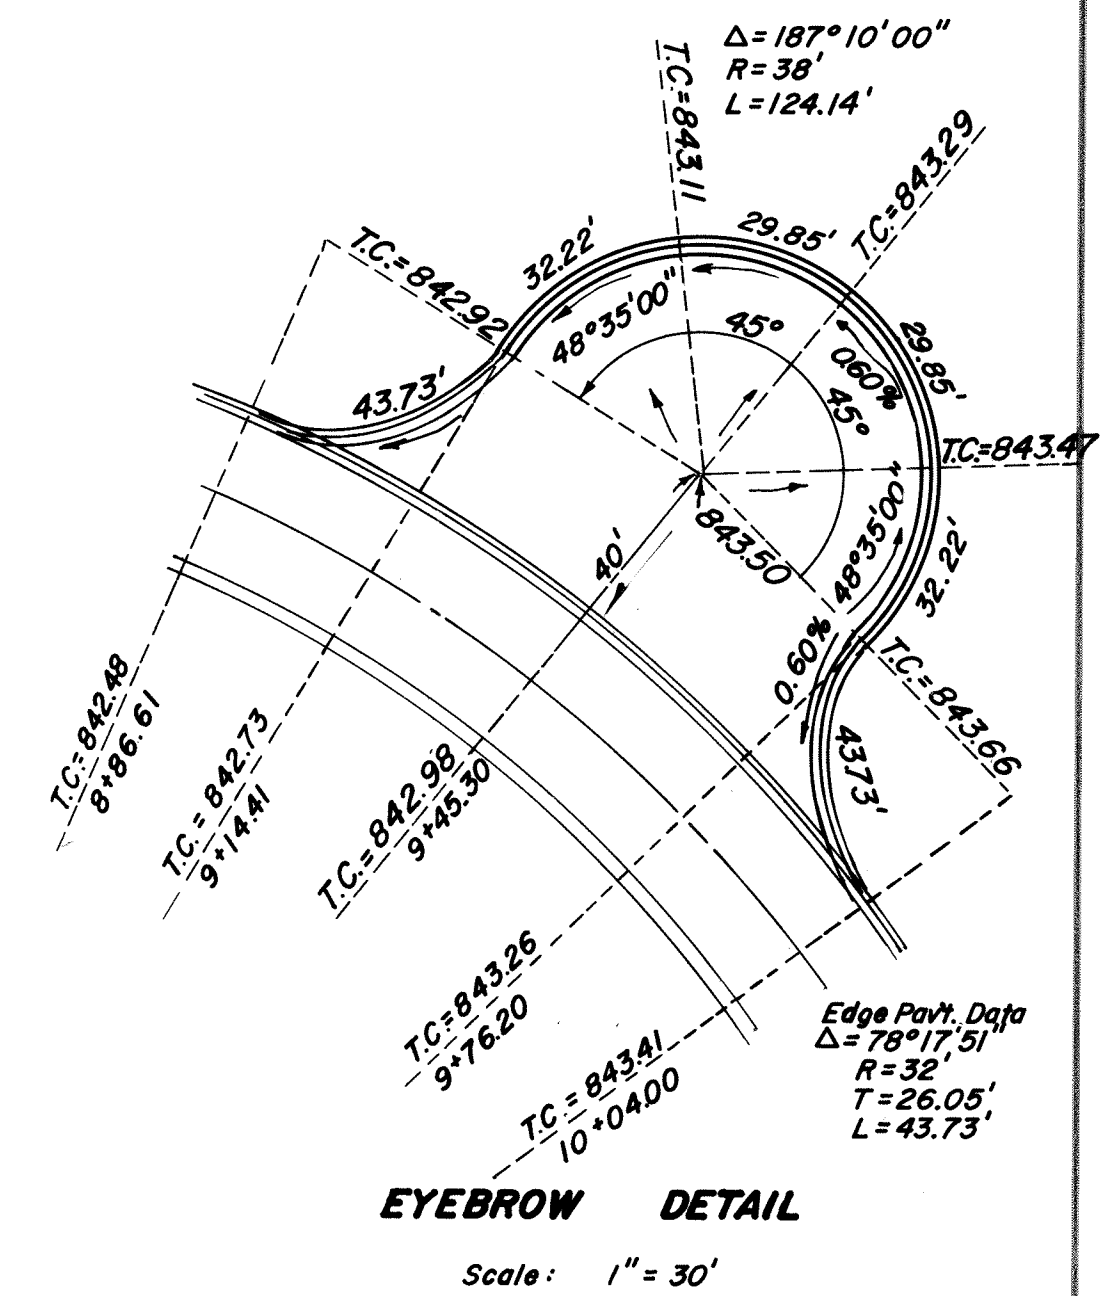 Δ = 187° 10' 00"
R = 38'
L = 124.14'
T.C. = 843.11
T.C. = 843.29
T.C. = 842.92
32.22'
29.85'
48° 35' 00"
45°
0.60%
29.85'
43.73'
45°
T.C. = 843.47
843.50
48° 35' 00"
40'
32.22'
0.60%
T.C. = 843.66
43.73'
T.C. = 842.48
8+86.61
T.C. = 842.73
9+14.41
T.C. = 842.98
9+45.30
T.C. = 843.26
9+76.20
T.C. = 843.41
10+04.00
Edge Pav't. Data
Δ = 78° 17' 51"
R = 32'
T = 26.05'
L = 43.73'
EYEBROW DETAIL
Scale: 1" = 30'